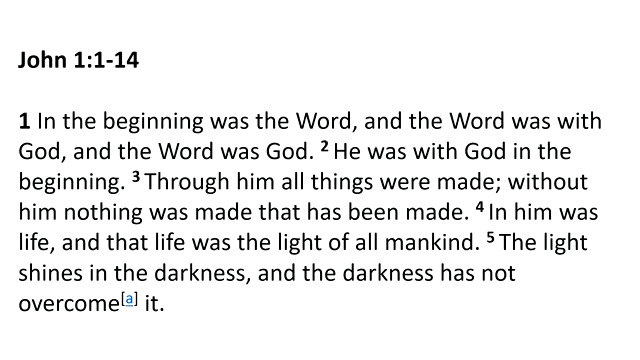 John 1:1-14
1 In the beginning was the Word, and the Word was with
God, and the Word was God. 2 He was with God in the
beginning. 3 Through him all things were made; without
him nothing was made that has been made. 4 In him was
life, and that life was the light of all mankind. 5 The light
shines in the darkness, and the darkness has not
overcome[a] it.